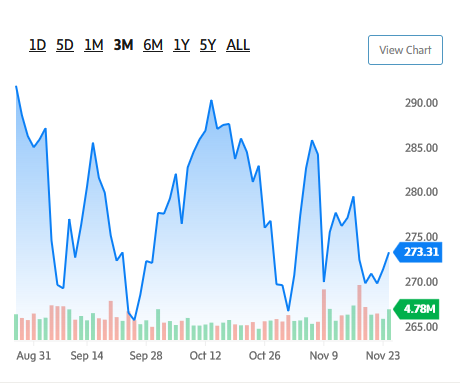 1D 5D 1M 3M 6M 1Y 5Y ALL
View Chart
290.00
285.00
280.00
275.00
273.31
270.00
4.78M
265.00
Aug 31 Sep 14 Sep 28 Oct 12 Oct 26 Nov 9 Nov 23